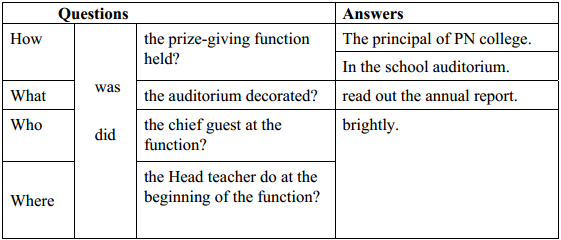 Questions Answers
How the prize-giving function The principal of PN college.
held?
In the school auditorium.
was
What the auditorium decorated? read out the annual report.
Who the chief guest at the brightly.
did
function?
the Head teacher do at the
Where beginning of the function?